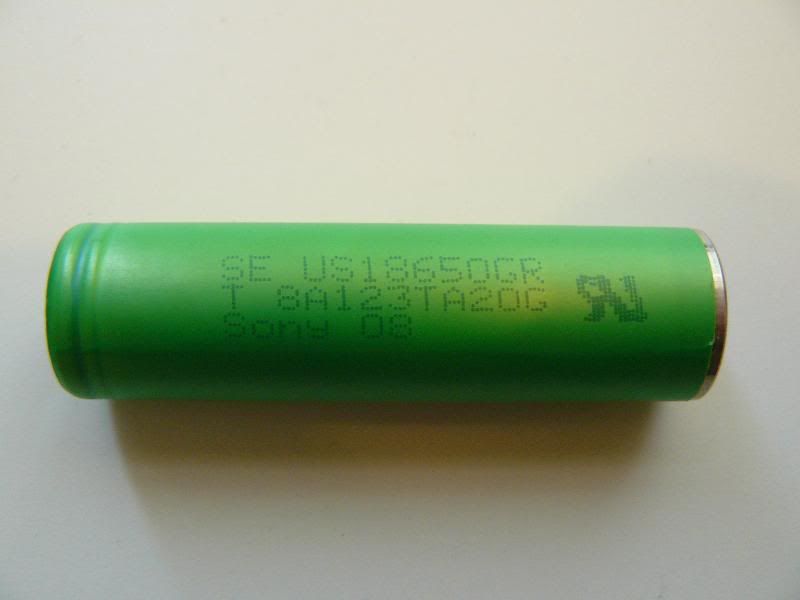 SE US18650GR
T 8A123TA20G
Sony 08